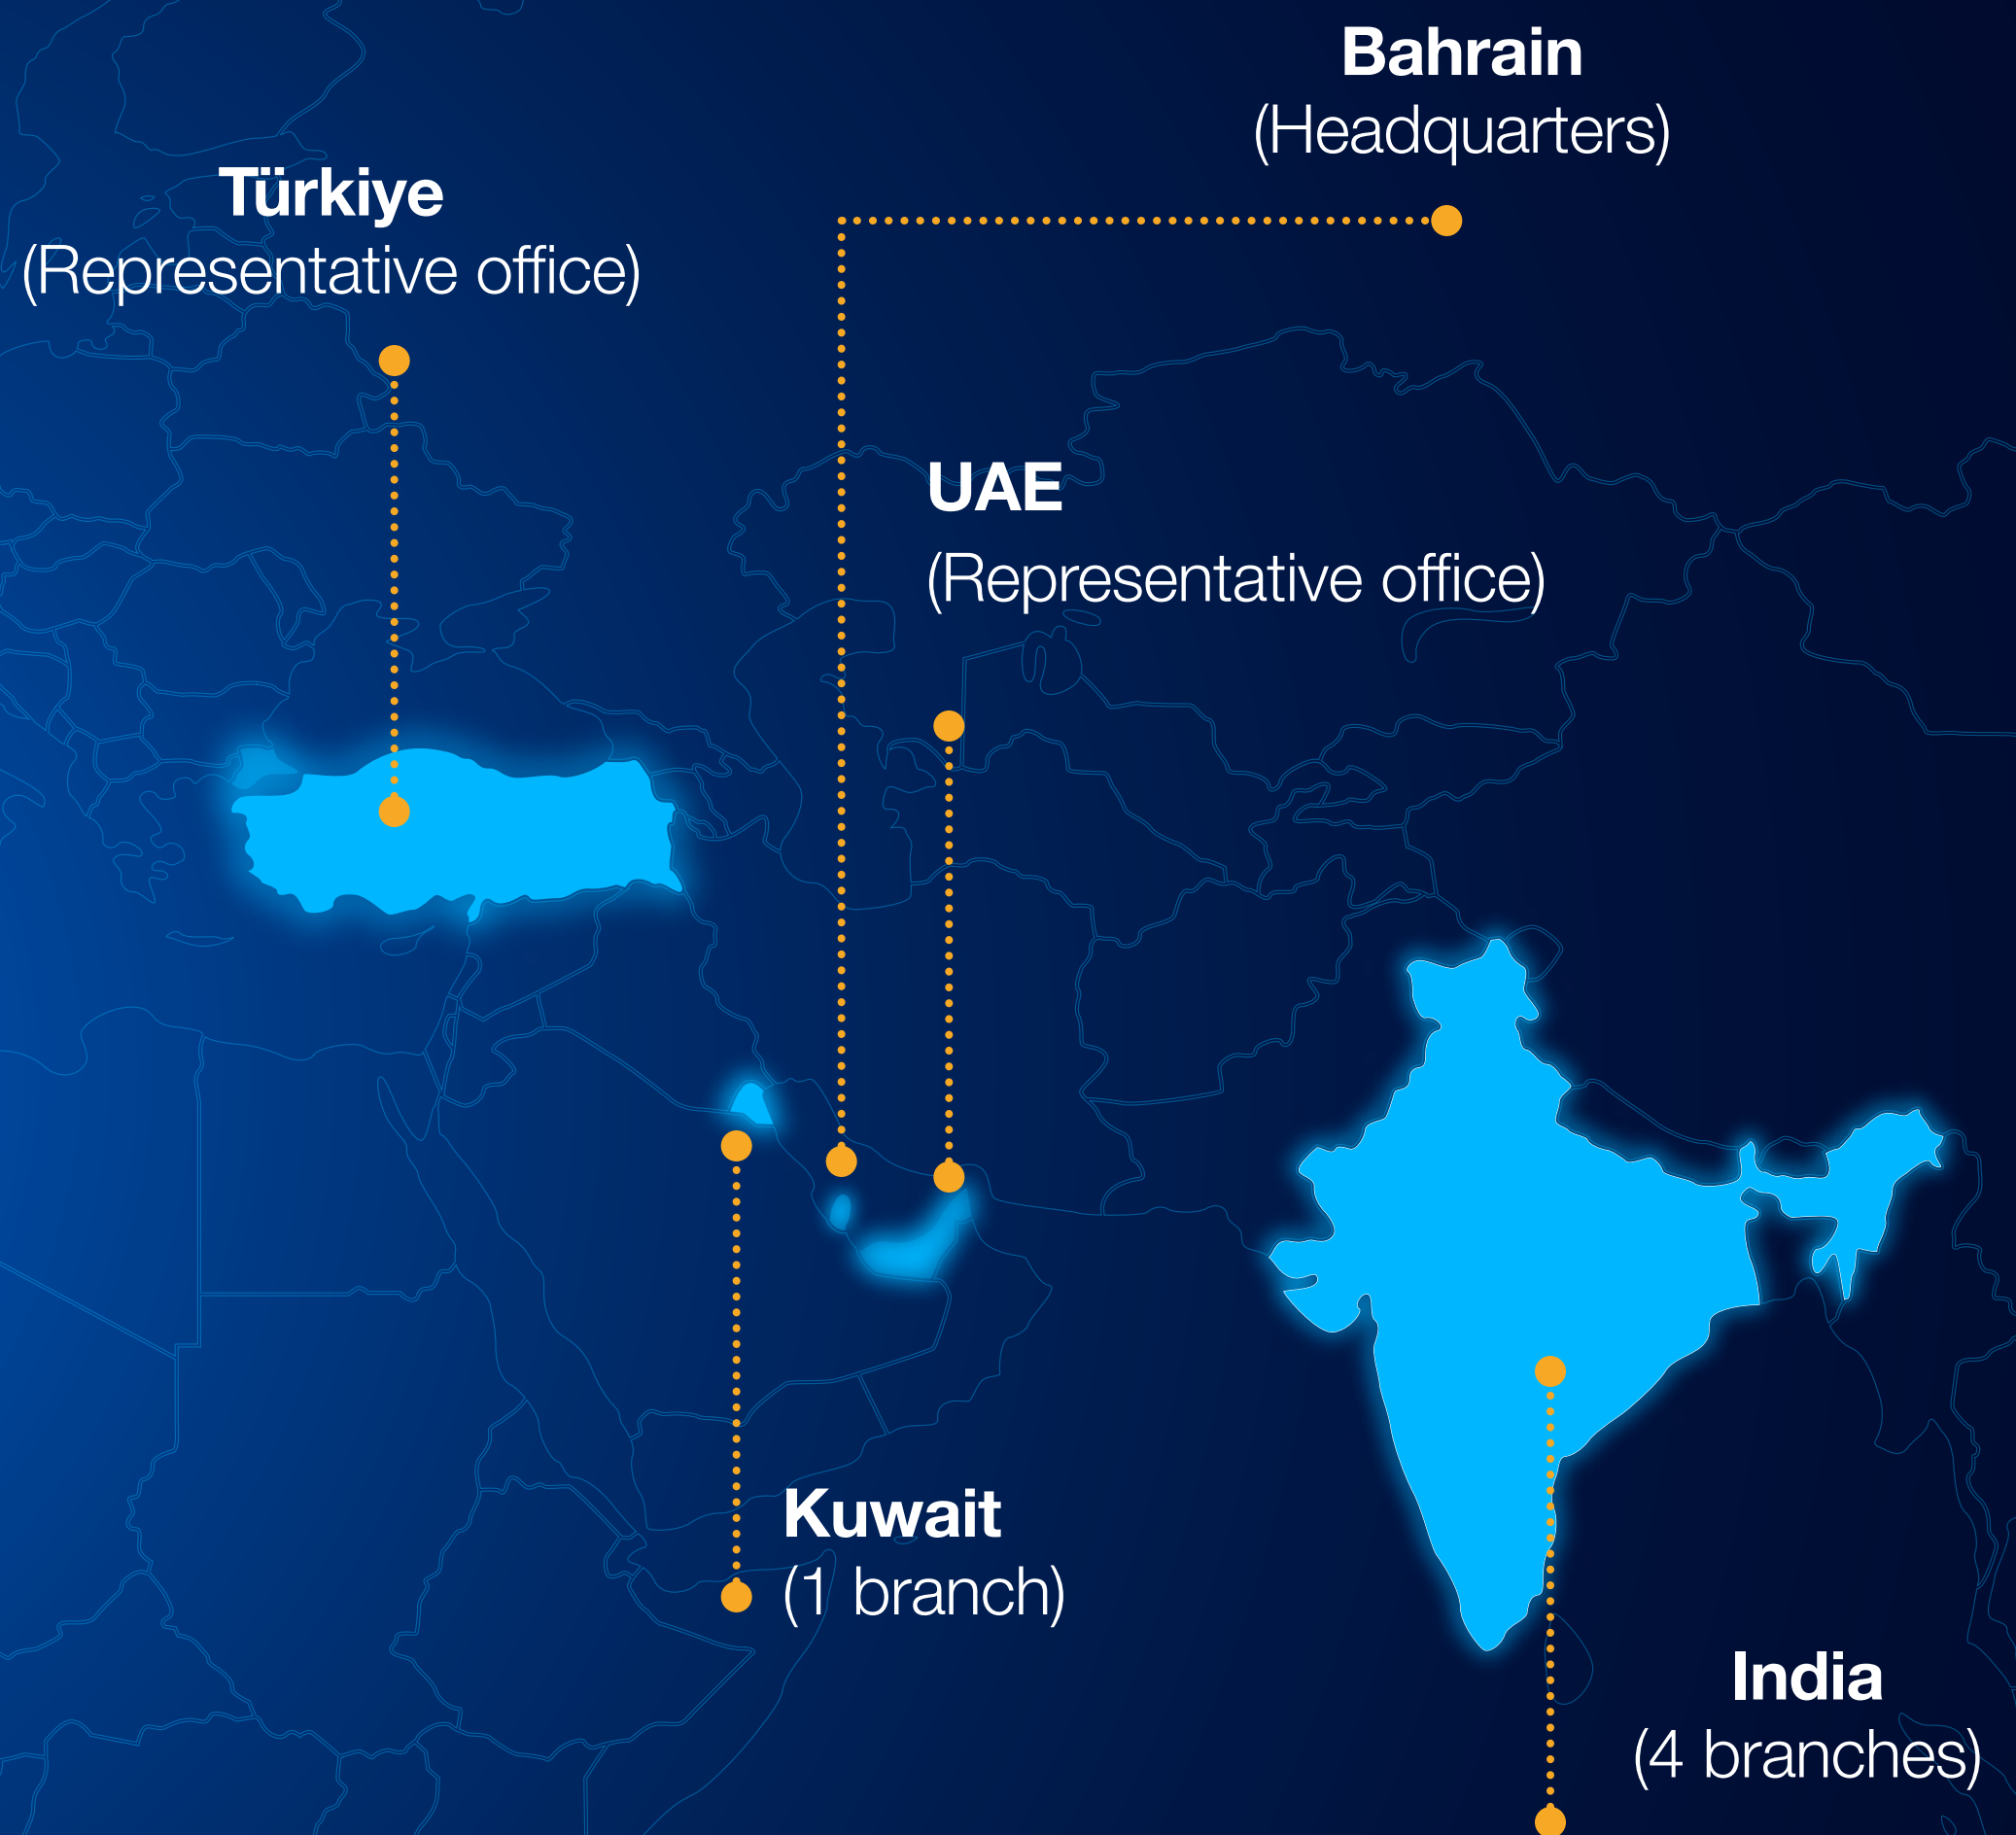 Bahrain
(Headquarters)
Türkiye
(Representative office)
UAE
(Representative office)
Kuwait
(1 branch)
India
(4 branches)